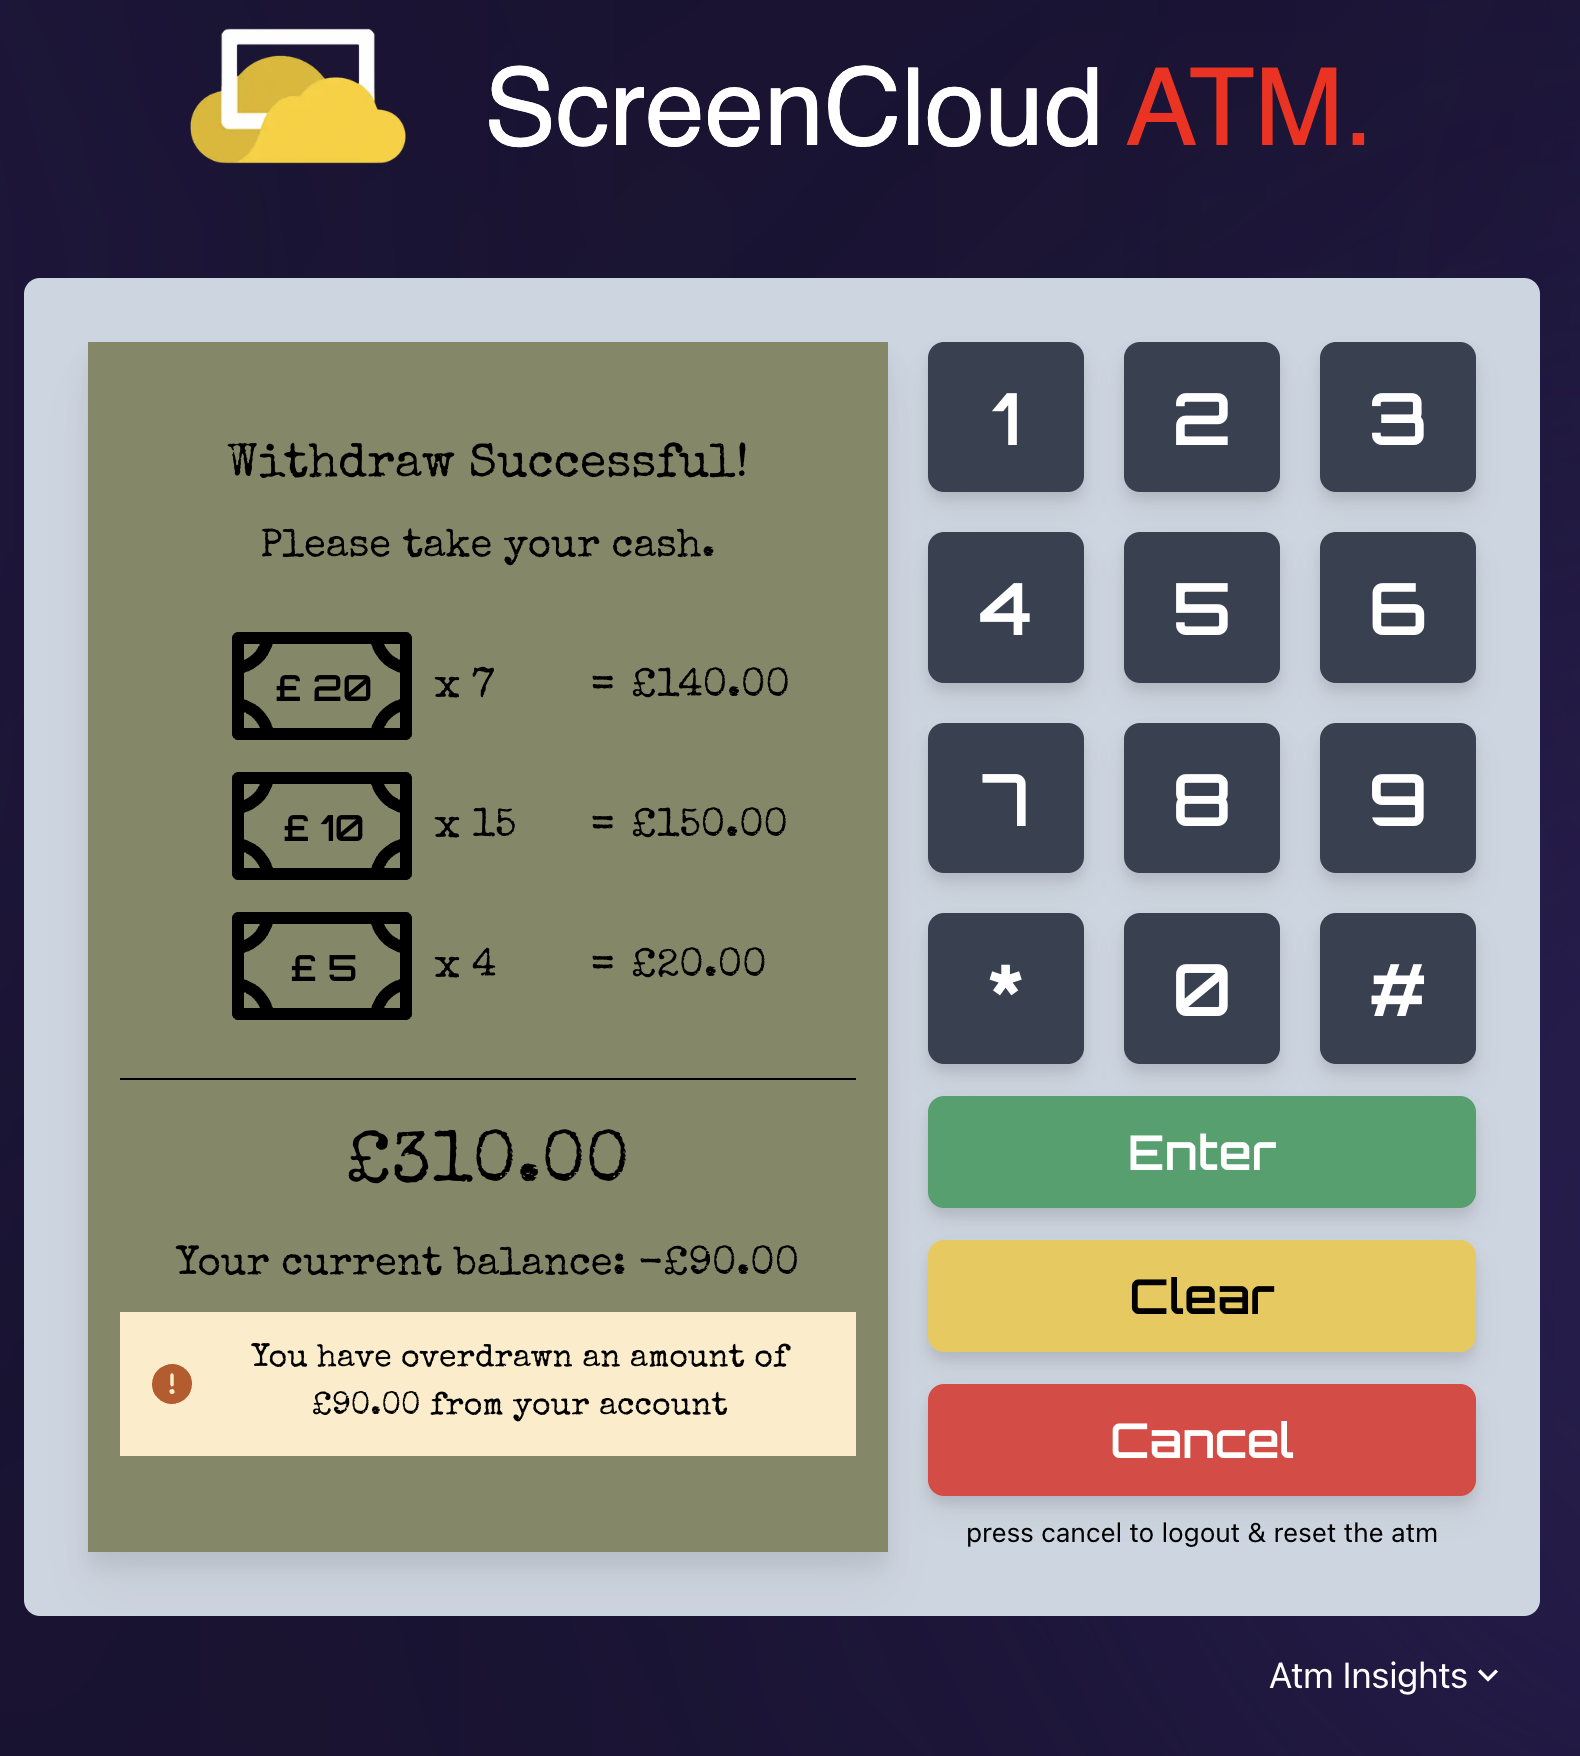 ScreenCloud ATM.
Withdraw Successful!
Please take your cash.
£ 20 x 7 = £140.00
£ 10 x 15 = £150.00
£ 5 x 4 = £20.00
£310.00
Your current balance: -£90.00
You have overdrawn an amount of
£90.00 from your account
1 2 3
4 5 6
7 8 9
* 0 #
Enter
Clear
Cancel
press cancel to logout & reset the atm
Atm Insights